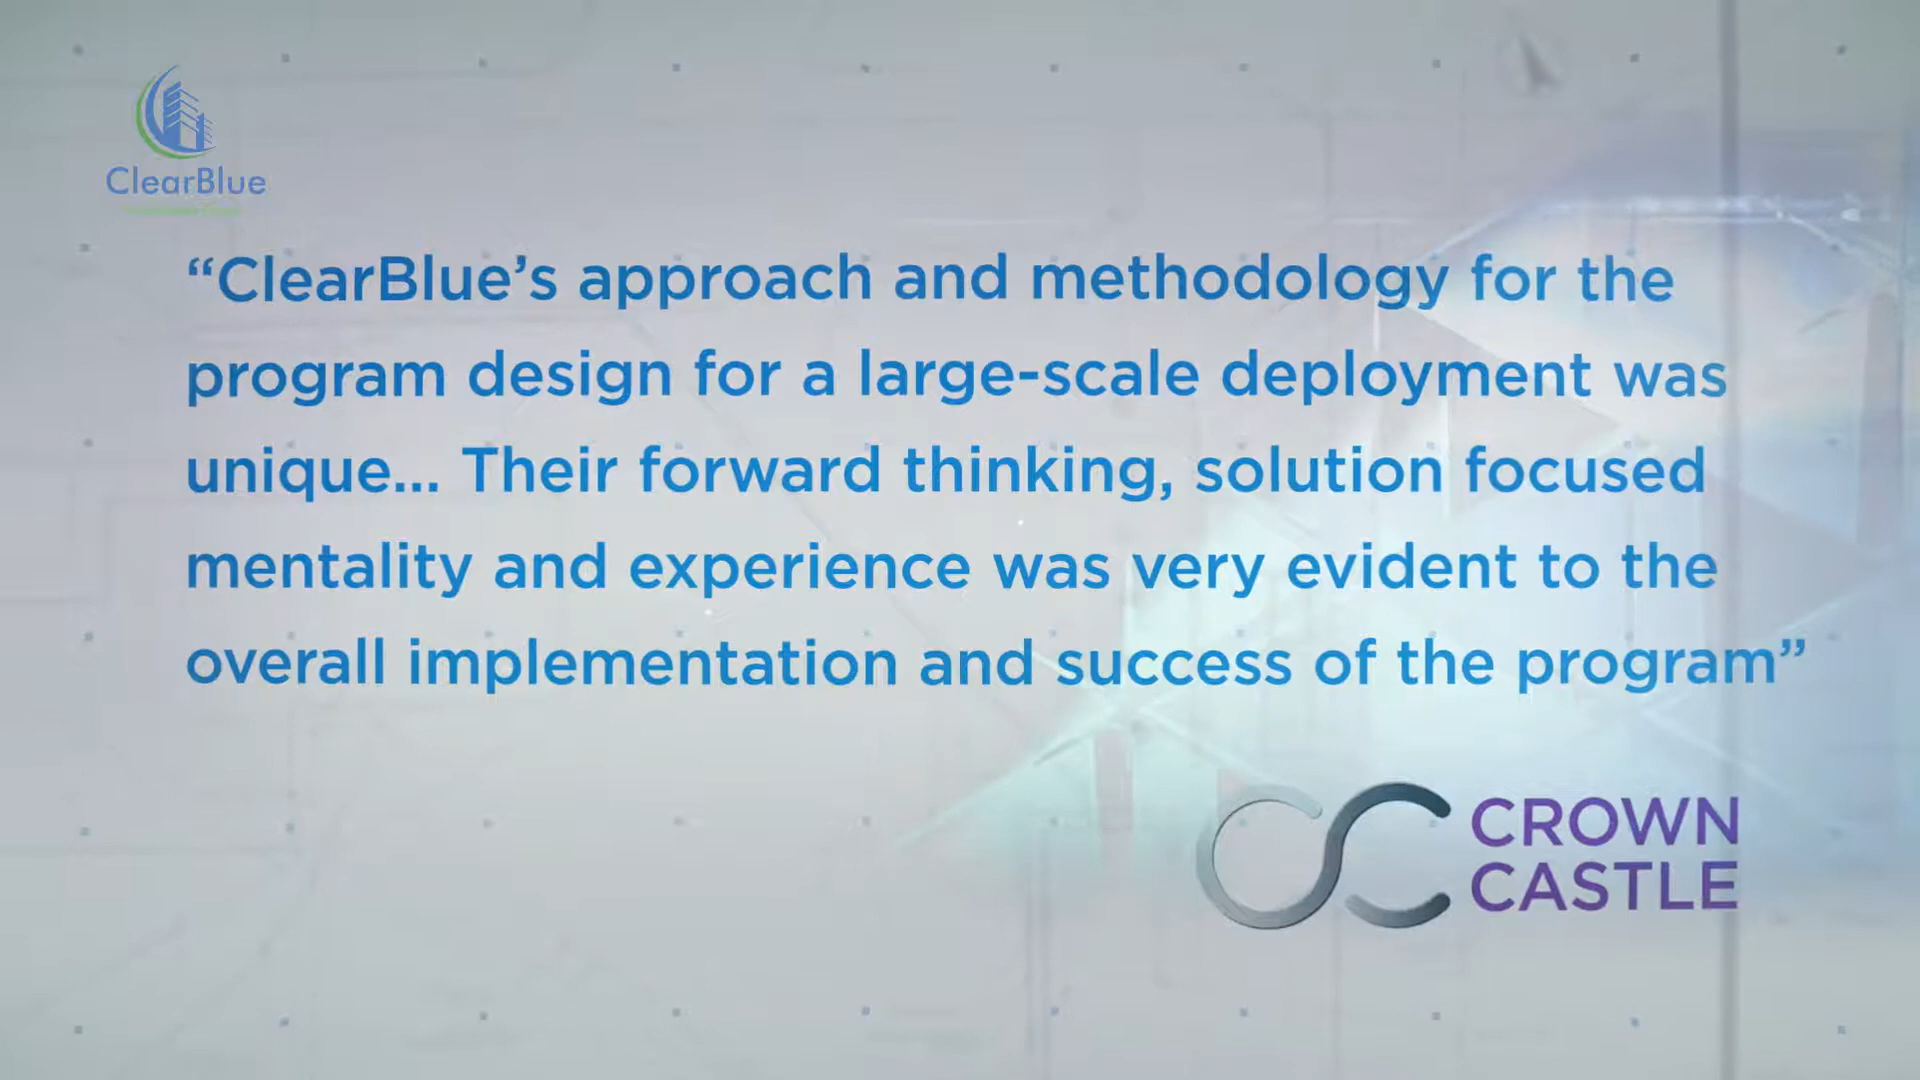 ClearBlue
“ClearBlue’s approach and methodology for the
program design for a large-scale deployment was
unique... Their forward thinking, solution focused
mentality and experience was very evident to the
overall implementation and success of the program”
CROWN
CASTLE